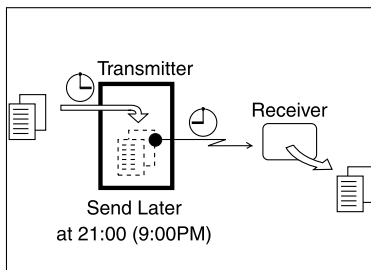 Transmitter
Receiver
Send Later
at 21:00 (9:00PM)